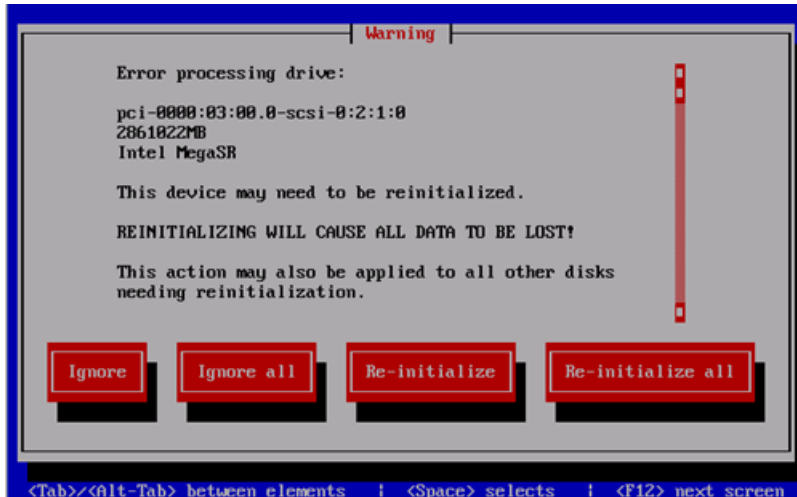 Warning
Error processing drive:
pci-0000:03:00.0-scsi-0:2:1:0
2861022MB
Intel MegaSR
This device may need to be reinitialized.
REINITIALIZING WILL CAUSE ALL DATA TO BE LOST!
This action may also be applied to all other disks
needing reinitialization.
Ignore Ignore all Re-initialize Re-initialize all
<Tab>/<Alt-Tab> between elements | <Space> selects | <F12> next screen